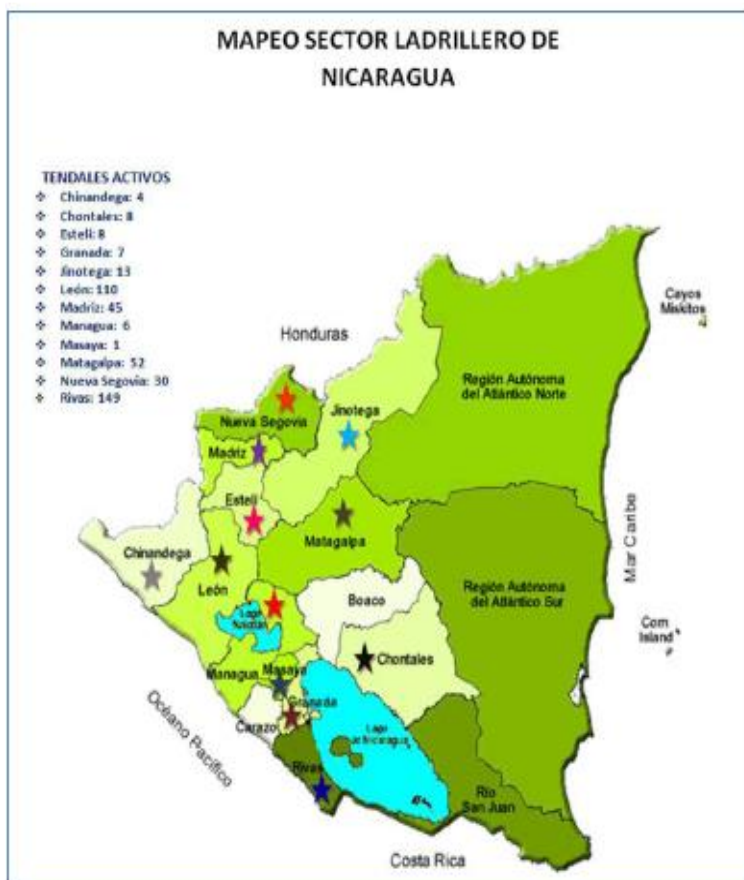 MAPEO SECTOR LADRILLERO DE
NICARAGUA
TENDALES ACTIVOS
❖ Chinandega: 4
❖ Chontales: 8
❖ Estelí: 8
❖ Granada: 7
❖ Jinotega: 13
❖ León: 110
❖ Madriz: 45
❖ Managua: 6
❖ Masaya: 1
❖ Matagalpa: 52
❖ Nueva Segovia: 30
❖ Rivas: 149
Cayos
Miskitos
Honduras
Región Autónoma
del Atlántico Norte
Jinotega
Nueva Segovia
Madriz
Estelí
Matagalpa
Chinandega
León
Boaco
Región Autónoma
del Atlántico Sur
Mar Caribe
Lago
Corn
Island
Chontales
Managua
Masaya
Granada
Carazo
Lago
Océano Pacífico
Rivas
Río
San Juan
Costa Rica